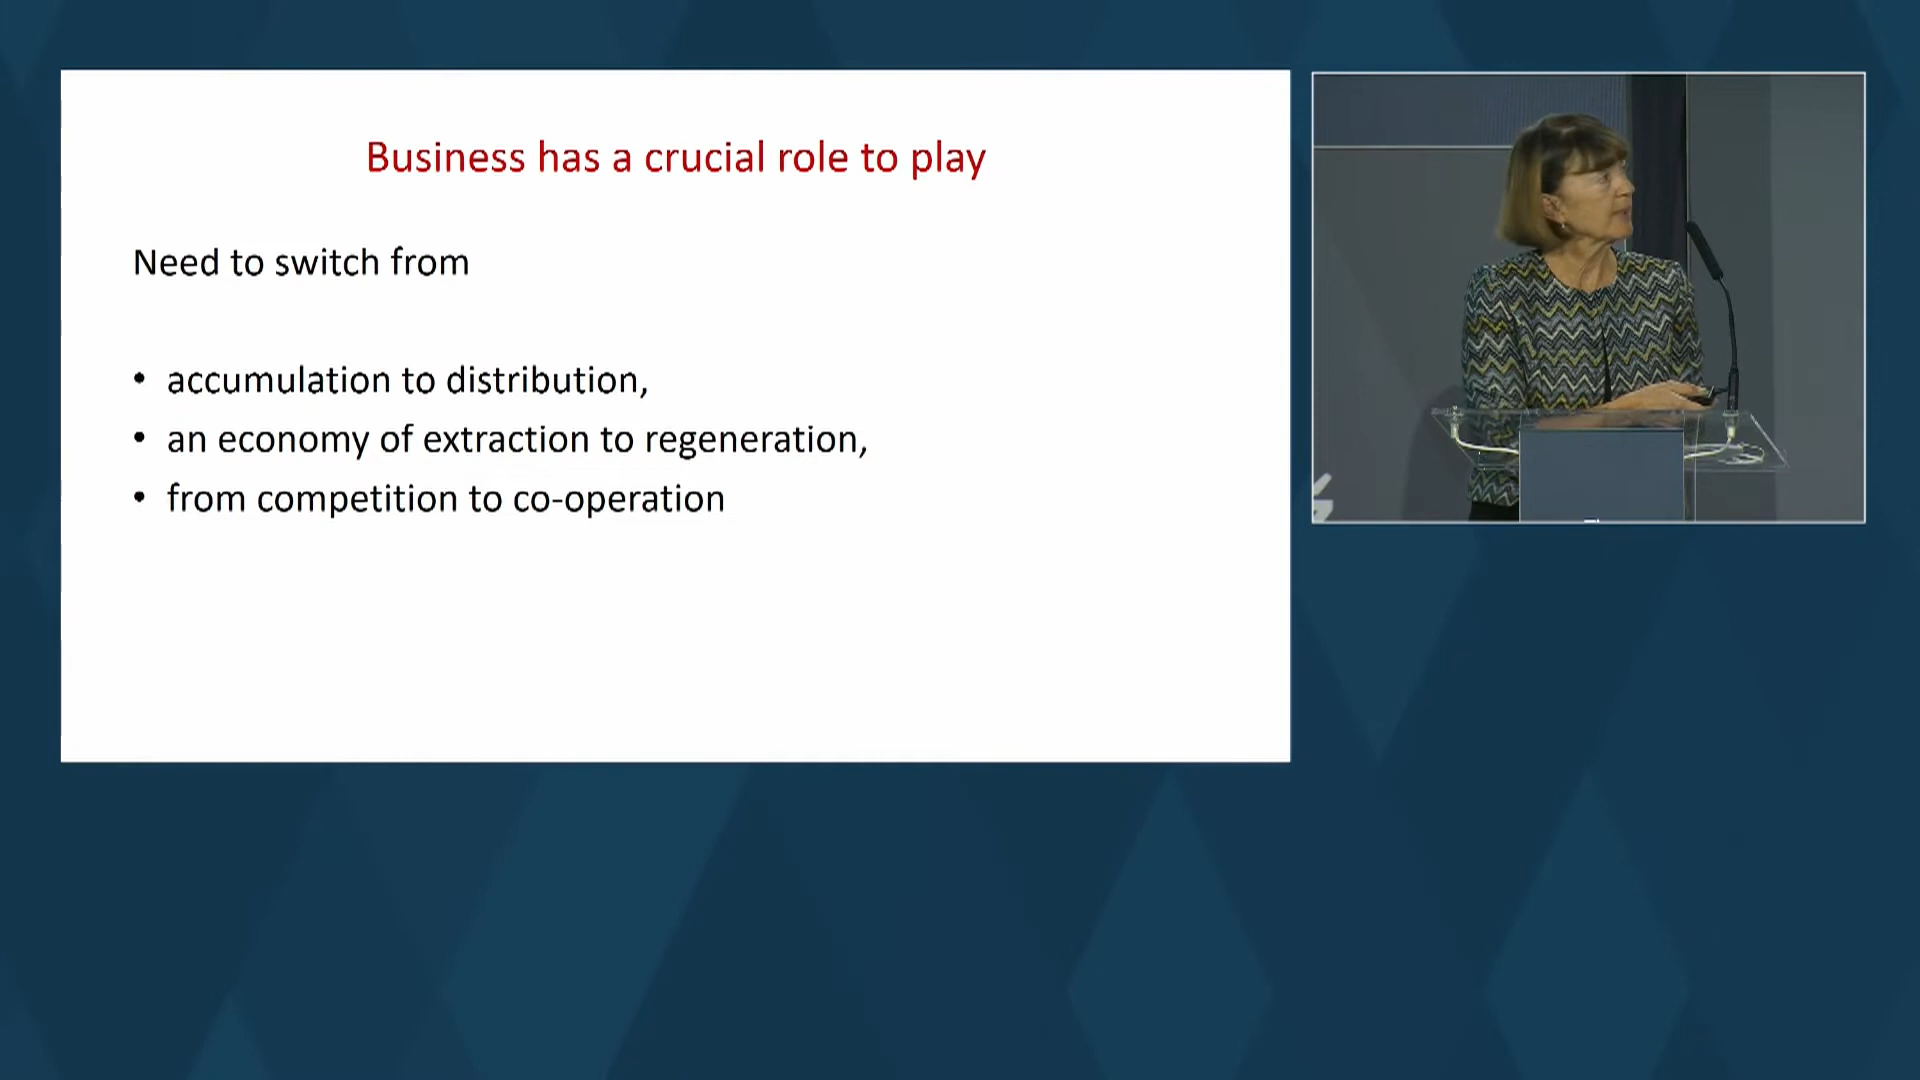 Business has a crucial role to play
Need to switch from
• accumulation to distribution,
• an economy of extraction to regeneration,
• from competition to co-operation